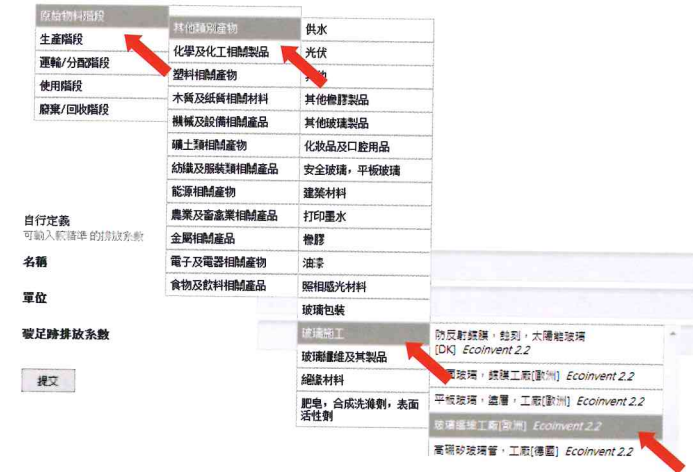 原始物料階段
生產階段
運輸/分配階段
使用階段
廢棄/回收階段
其他類別產物
化學及化工相關製品
塑料相關產物
木質及紙質相關材料
機械及設備相關產品
礦土類相關產物
紡織及服裝類相關產品
能源相關產物
農業及畜禽業相關產品
金屬相關產品
電子及電器相關產物
食物及飲料相關產品
供水
光伏
其他橡膠製品
其他玻璃製品
化妝品及口腔用品
安全玻璃，平板玻璃
建築材料
打印墨水
橡膠
油漆
照相感光材料
玻璃包裝
玻璃施工
玻璃纖維及其製品
絕緣材料
肥皂，合成洗滌劑，表面
活性劑
防反射鍍膜，蝕刻，太陽能玻璃
[DK] Ecoinvent 2.2
面玻璃，鍍膜工廠[歐洲] Ecoinvent 2.2
平板玻璃，塗層，工廠[歐洲] Ecoinvent 2.2
玻璃纖維工廠[歐洲] Ecoinvent 2.2
高硼矽玻璃管，工廠[德國] Ecoinvent 2.2
自行定義
可輸入較精準的排放系數
名稱
單位
碳足跡排放系數
提交